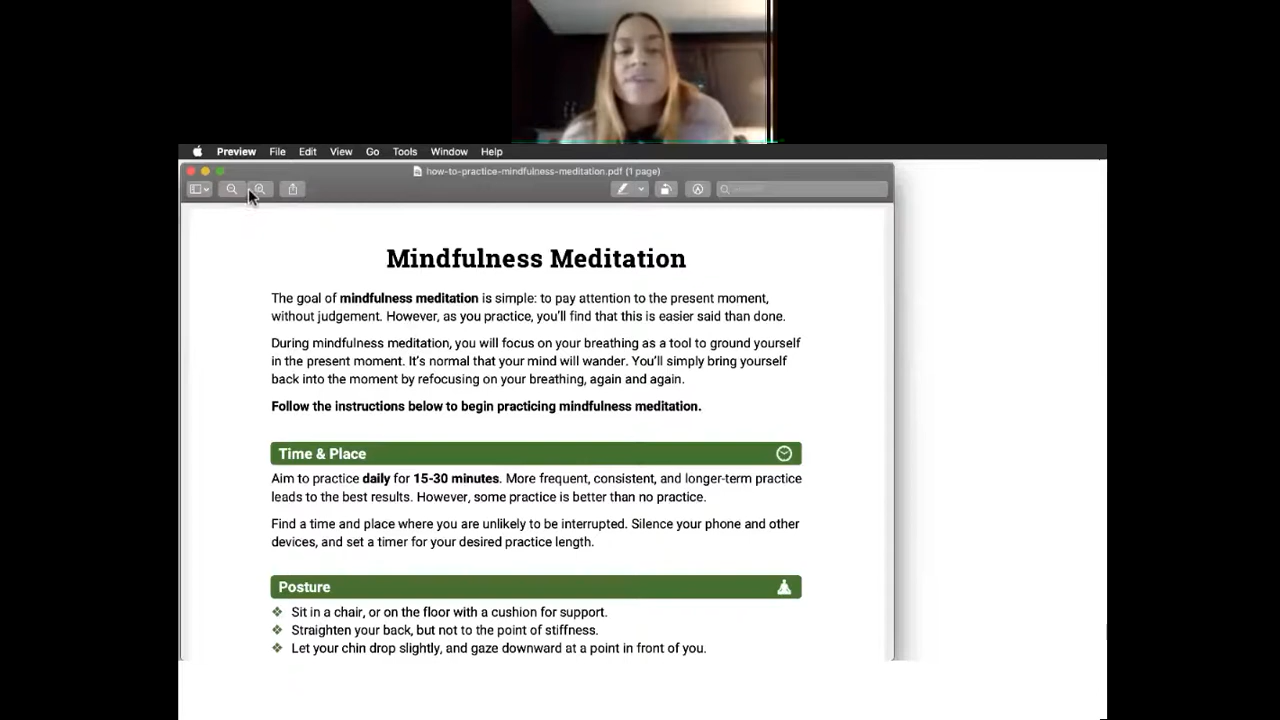 Preview File Edit View Go Tools Window Help
how-to-practice-mindfulness-meditation.pdf (1 page)
Search
Mindfulness Meditation
The goal of mindfulness meditation is simple: to pay attention to the present moment,
without judgement. However, as you practice, you'll find that this is easier said than done.
During mindfulness meditation, you will focus on your breathing as a tool to ground yourself
in the present moment. It's normal that your mind will wander. You'll simply bring yourself
back into the moment by refocusing on your breathing, again and again.
Follow the instructions below to begin practicing mindfulness meditation.
Time & Place
Aim to practice daily for 15-30 minutes. More frequent, consistent, and longer-term practice
leads to the best results. However, some practice is better than no practice.
Find a time and place where you are unlikely to be interrupted. Silence your phone and other
devices, and set a timer for your desired practice length.
Posture
❖ Sit in a chair, or on the floor with a cushion for support.
❖ Straighten your back, but not to the point of stiffness.
❖ Let your chin drop slightly, and gaze downward at a point in front of you.